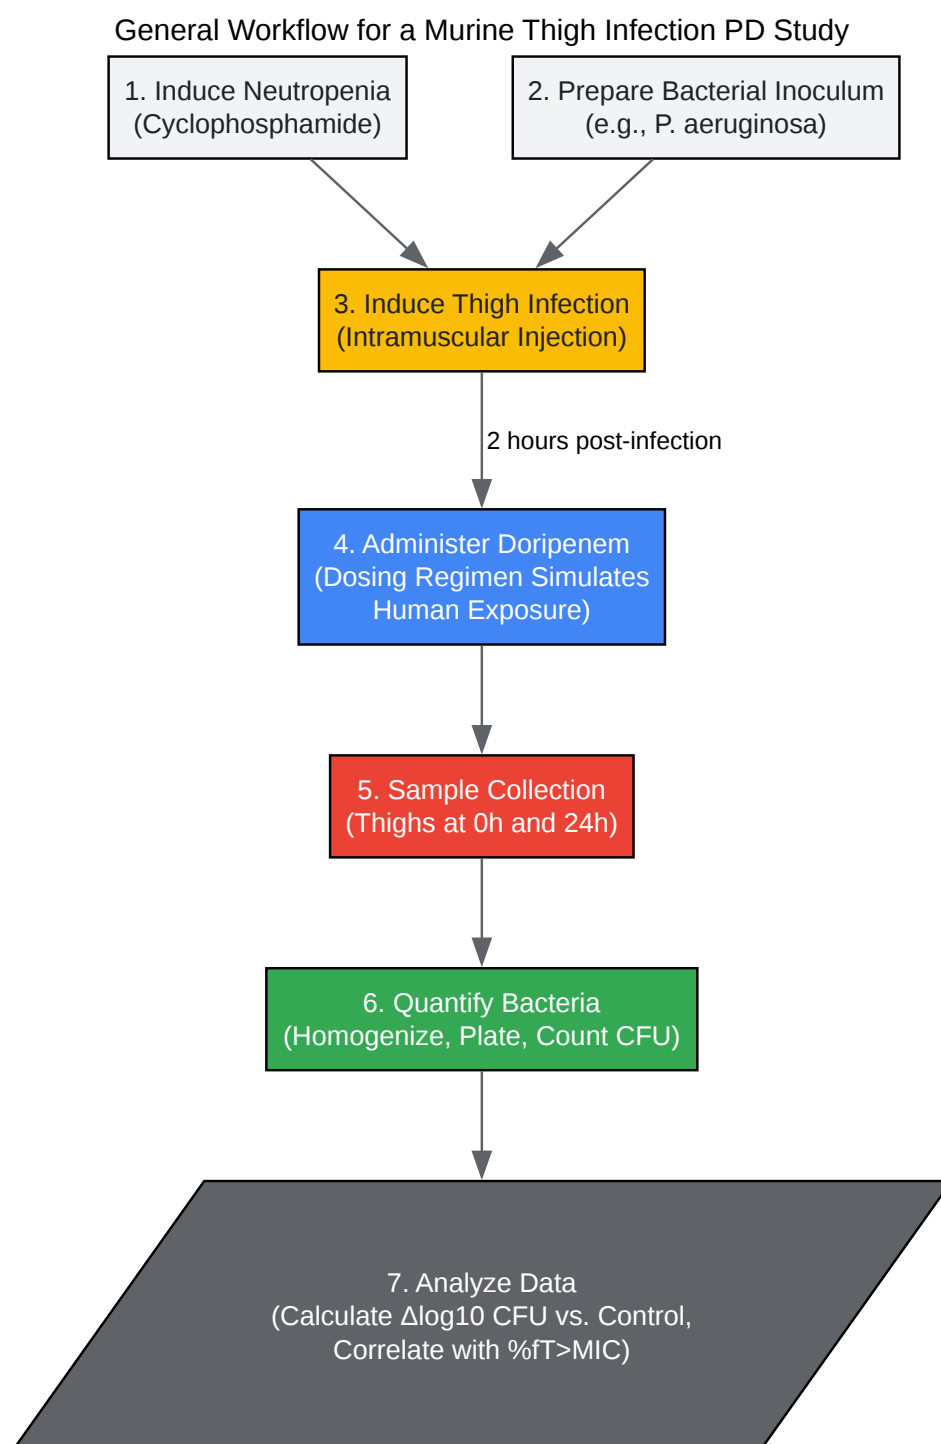 General Workflow for a Murine Thigh Infection PD Study
1. Induce Neutropenia
(Cyclophosphamide)
2. Prepare Bacterial Inoculum
(e.g., P. aeruginosa)
3. Induce Thigh Infection
(Intramuscular Injection)
2 hours post-infection
4. Administer Doripenem
(Dosing Regimen Simulates
Human Exposure)
5. Sample Collection
(Thighs at 0h and 24h)
6. Quantify Bacteria
(Homogenize, Plate, Count CFU)
7. Analyze Data
(Calculate Δlog10 CFU vs. Control,
Correlate with %fT>MIC)